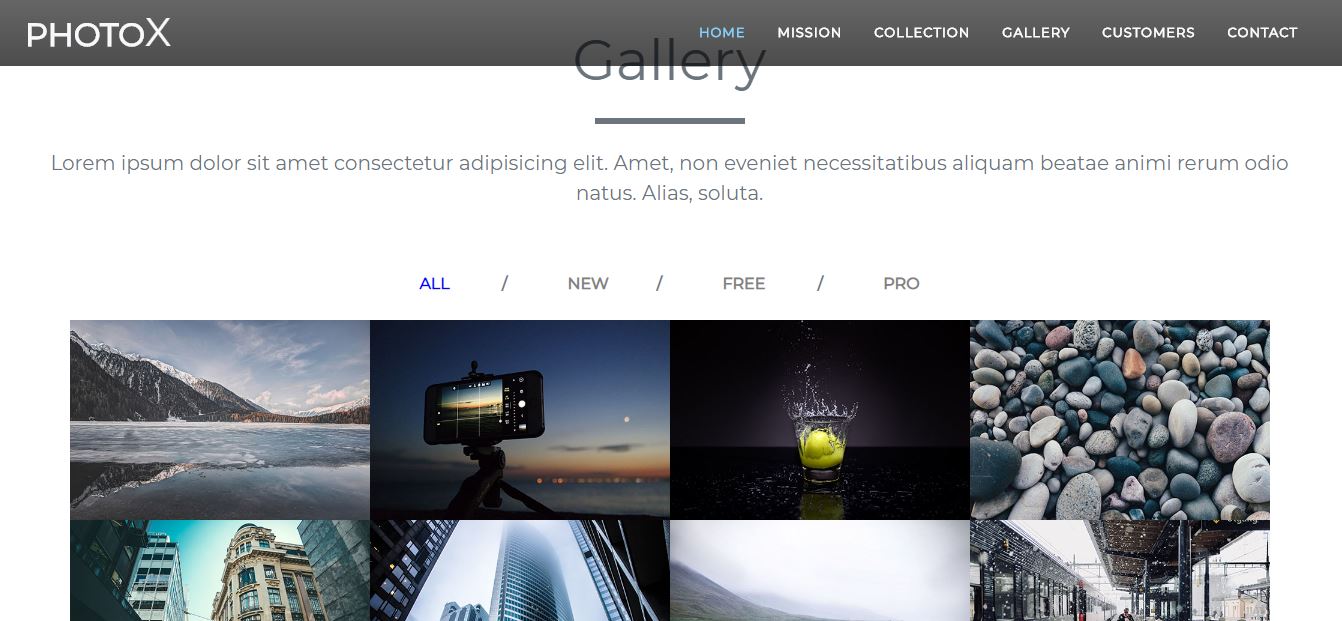 PHOTOX
HOME MISSION COLLECTION GALLERY CUSTOMERS CONTACT
Gallery
Lorem ipsum dolor sit amet consectetur adipisicing elit. Amet, non eveniet necessitatibus aliquam beatae animi rerum odio
natus. Alias, soluta.
ALL / NEW / FREE / PRO